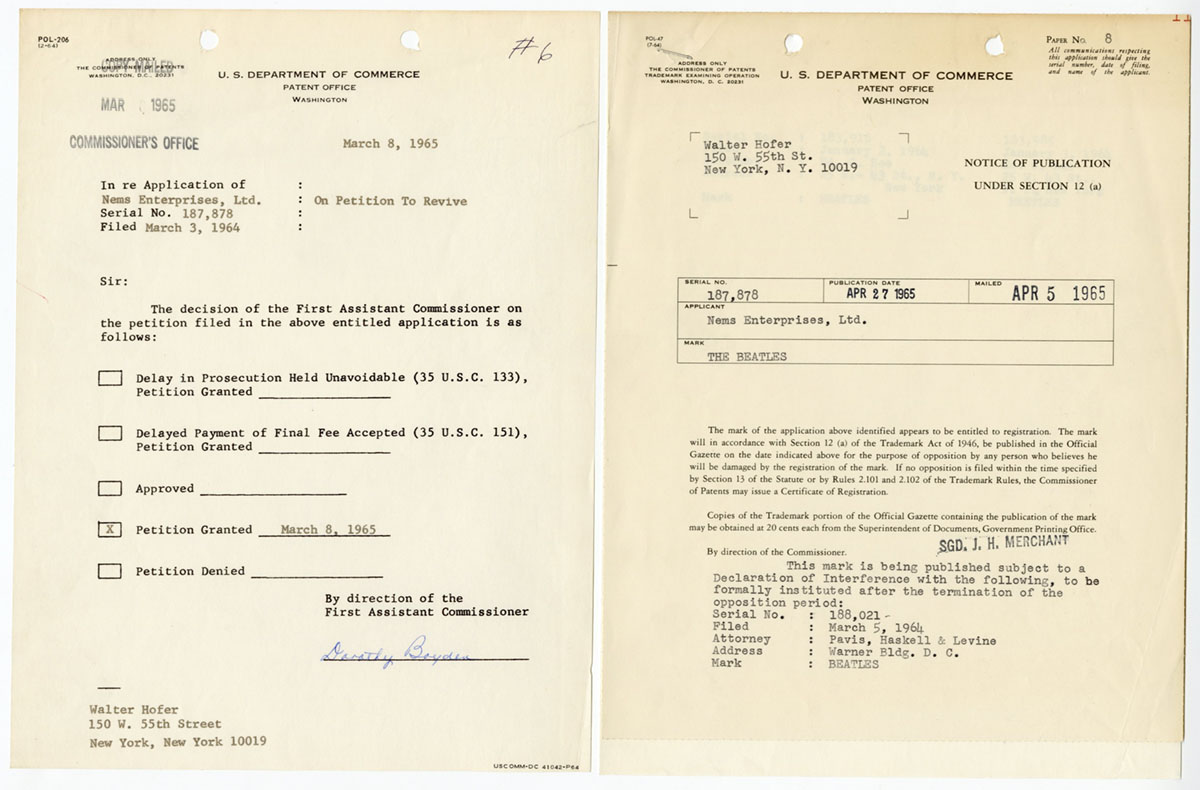 POL-206
(2-64)
#6
ADDRESS ONLY
THE COMMISSIONER OF PATENTS
WASHINGTON, D.C. 20231
COPY MAILED
MAR 1965
COMMISSIONER'S OFFICE
U. S. DEPARTMENT OF COMMERCE
PATENT OFFICE
WASHINGTON
March 8, 1965
In re Application of :
Nems Enterprises, Ltd. : On Petition To Revive
Serial No. 187,878 :
Filed March 3, 1964 :
Sir:
The decision of the First Assistant Commissioner on
the petition filed in the above entitled application is as
follows:
Delay in Prosecution Held Unavoidable (35 U.S.C. 133),
Petition Granted
Delayed Payment of Final Fee Accepted (35 U.S.C. 151),
Petition Granted
Approved
X Petition Granted March 8, 1965
Petition Denied
By direction of the
First Assistant Commissioner
Dorothy Boyden
Walter Hofer
150 W. 55th Street
New York, New York 10019
USCOMM-DC 41042-P64
POL-47
(7-64)
ADDRESS ONLY
THE COMMISSIONER OF PATENTS
TRADEMARK EXAMINING OPERATION
WASHINGTON, D. C. 20231
U. S. DEPARTMENT OF COMMERCE
PATENT OFFICE
WASHINGTON
PAPER No. 8
All communications respecting
this application should give the
serial number, date of filing,
and name of the applicant.
Walter Hofer
150 W. 55th St.
New York, N. Y. 10019
NOTICE OF PUBLICATION
UNDER SECTION 12 (a)
SERIAL NO.
187,878
PUBLICATION DATE
APR 27 1965
MAILED
APR 5 1965
APPLICANT
Nems Enterprises, Ltd.
MARK
THE BEATLES
The mark of the application above identified appears to be entitled to registration. The mark
will in accordance with Section 12 (a) of the Trademark Act of 1946, be published in the Official
Gazette on the date indicated above for the purpose of opposition by any person who believes he
will be damaged by the registration of the mark. If no opposition is filed within the time specified
by Section 13 of the Statute or by Rules 2.101 and 2.102 of the Trademark Rules, the Commissioner
of Patents may issue a Certificate of Registration.
Copies of the Trademark portion of the Official Gazette containing the publication of the mark
may be obtained at 20 cents each from the Superintendent of Documents, Government Printing Office.
By direction of the Commissioner.
SGD. J. H. MERCHANT
This mark is being published subject to a
Declaration of Interference with the following, to be
formally instituted after the termination of the
opposition period:
Serial No. : 188,021-
Filed : March 5, 1964
Attorney : Pavis, Haskell & Levine
Address : Warner Bldg. D. C.
Mark : BEATLES